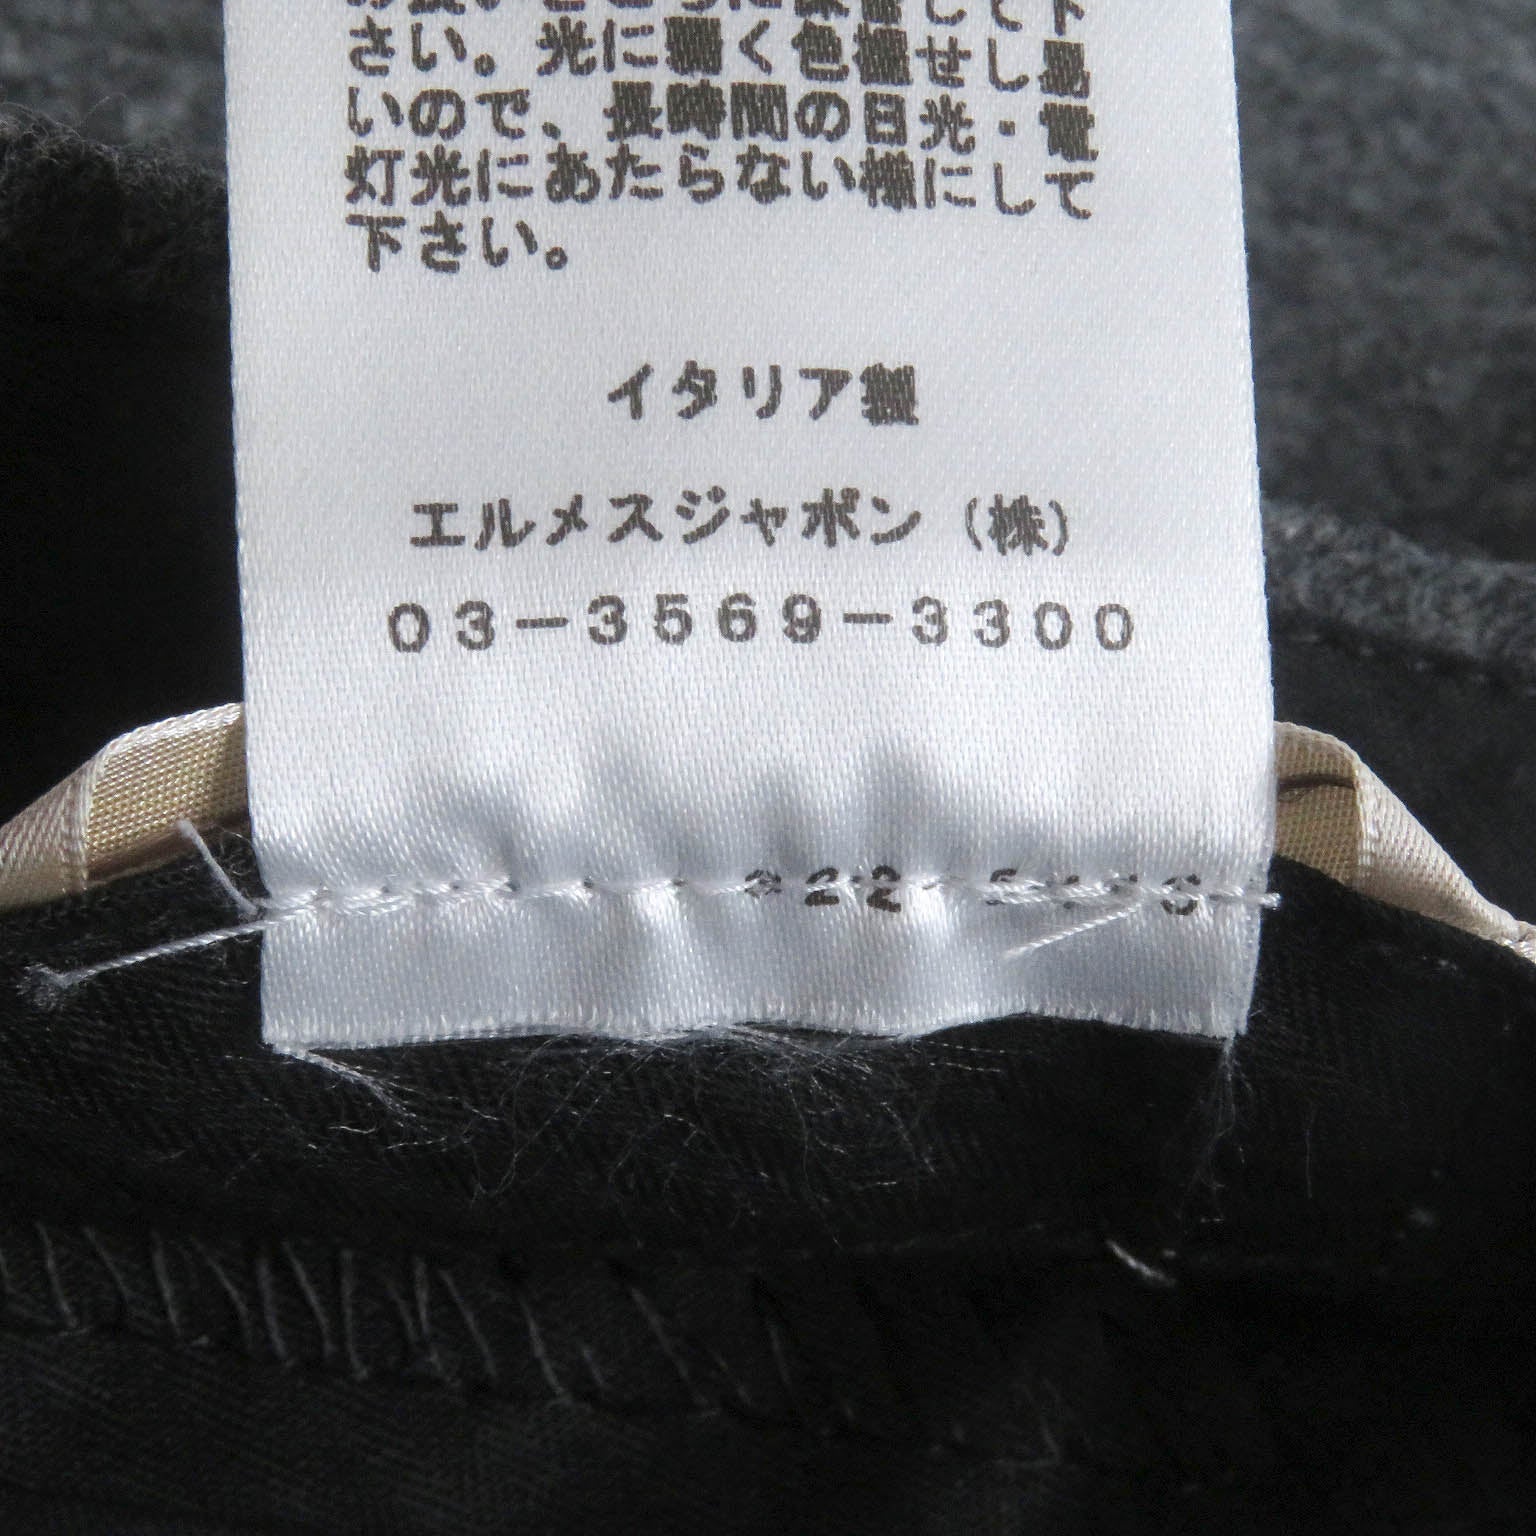 さい。光に弱く色褪せし易
いので、長時間の日光・電
灯光にあたらない様にして
下さい。
イタリア製
エルメスジャポン（株）
03-3569-3300